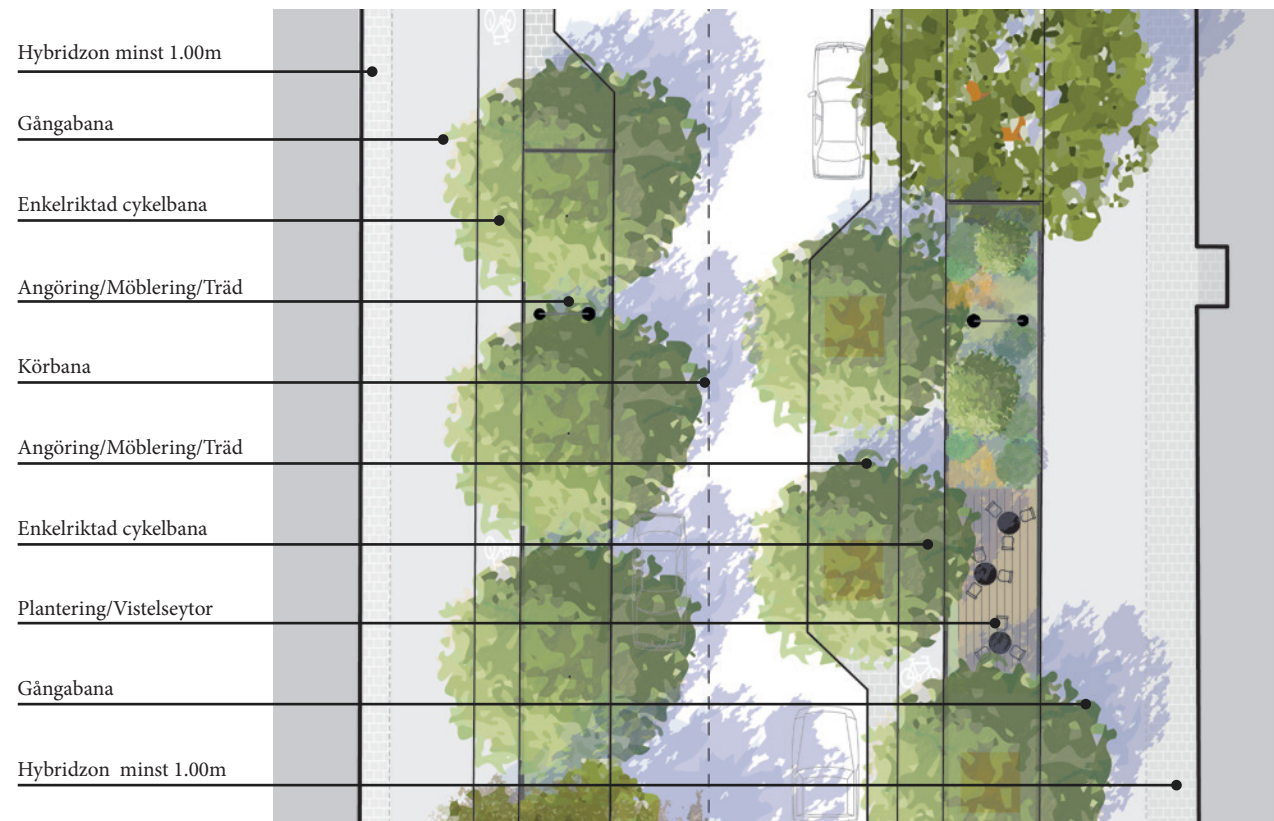 Hybridzon minst 1.00m
Gångabana
Enkelriktad cykelbana
Angöring/Möblering/Träd
Körbana
Angöring/Möblering/Träd
Enkelriktad cykelbana
Plantering/Vistelseytor
Gångabana
Hybridzon  minst 1.00m